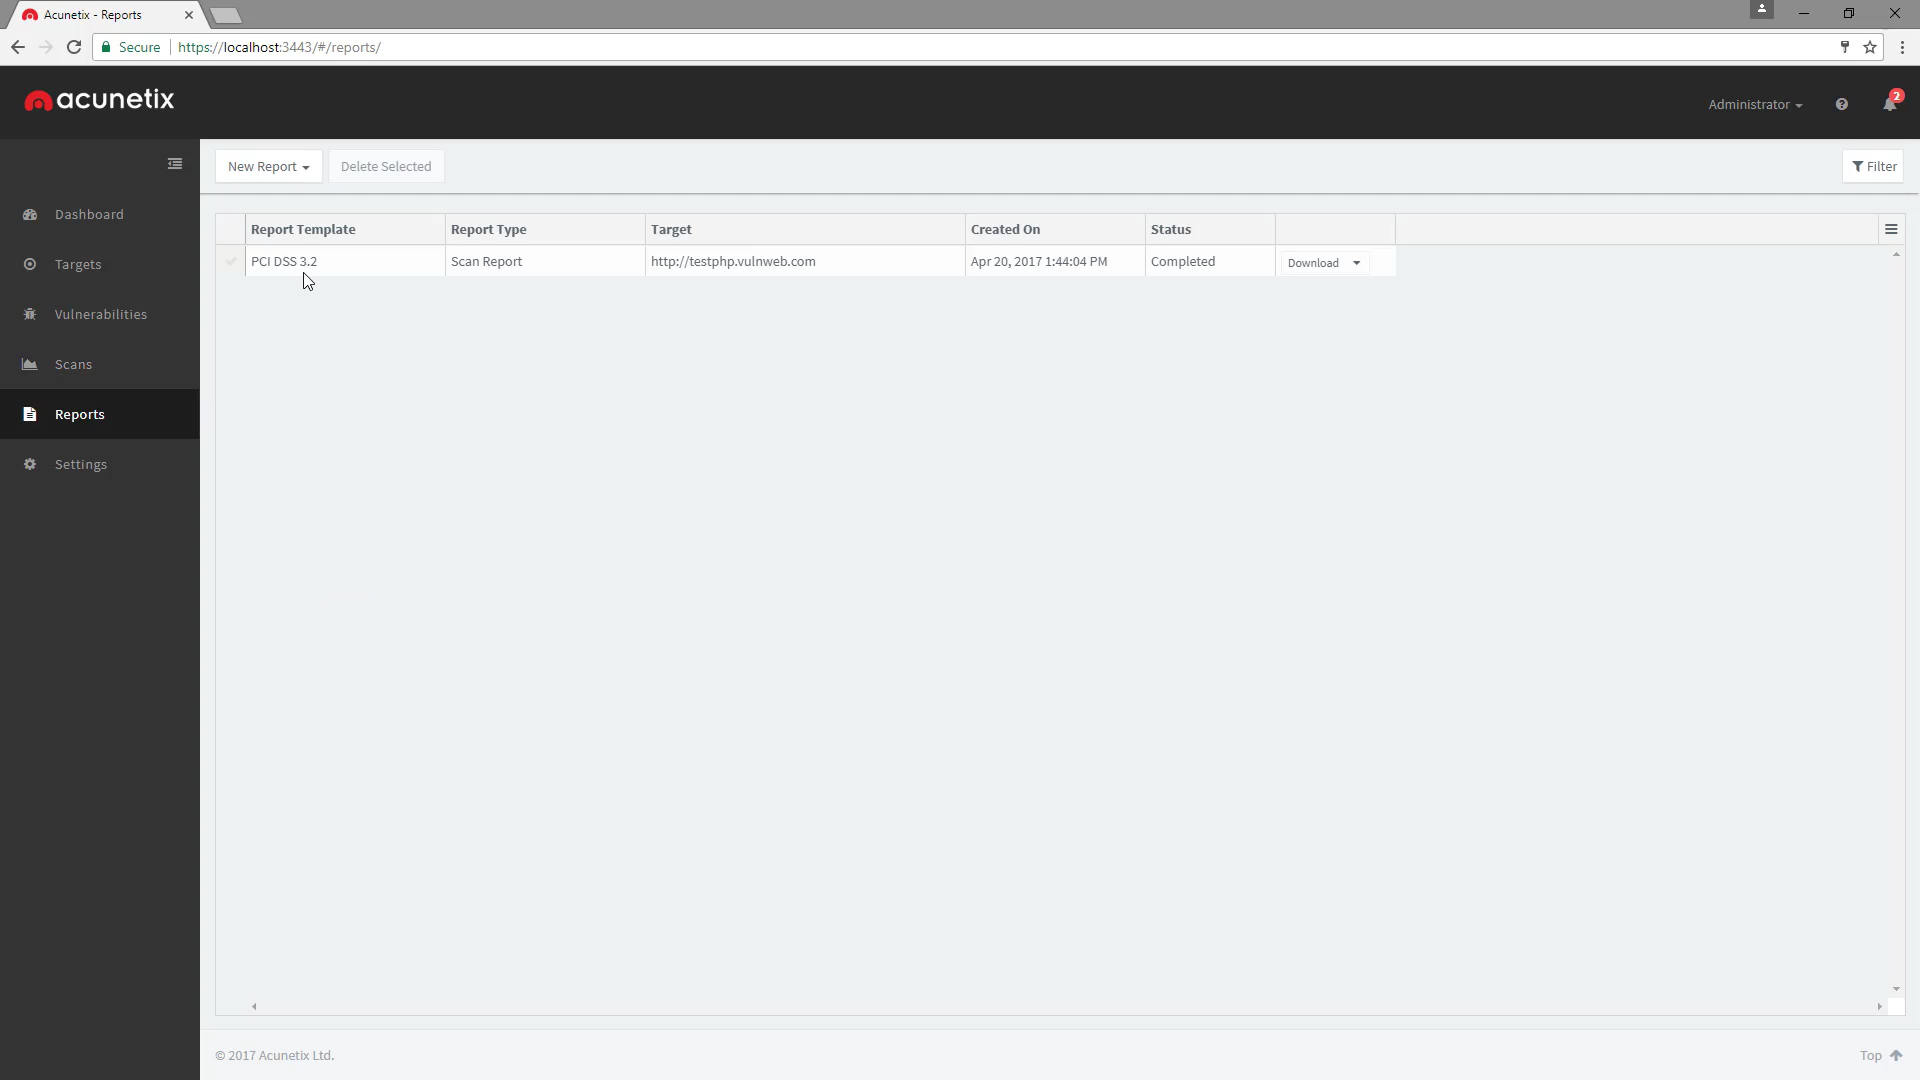 Acunetix - Reports
Secure https://localhost:3443/#/reports/
acunetix
Administrator
2
New Report
Delete Selected
Filter
Dashboard
Targets
Vulnerabilities
Scans
Reports
Settings
Report Template Report Type Target Created On Status
PCI DSS 3.2 Scan Report http://testphp.vulnweb.com Apr 20, 2017 1:44:04 PM Completed Download
© 2017 Acunetix Ltd.
Top